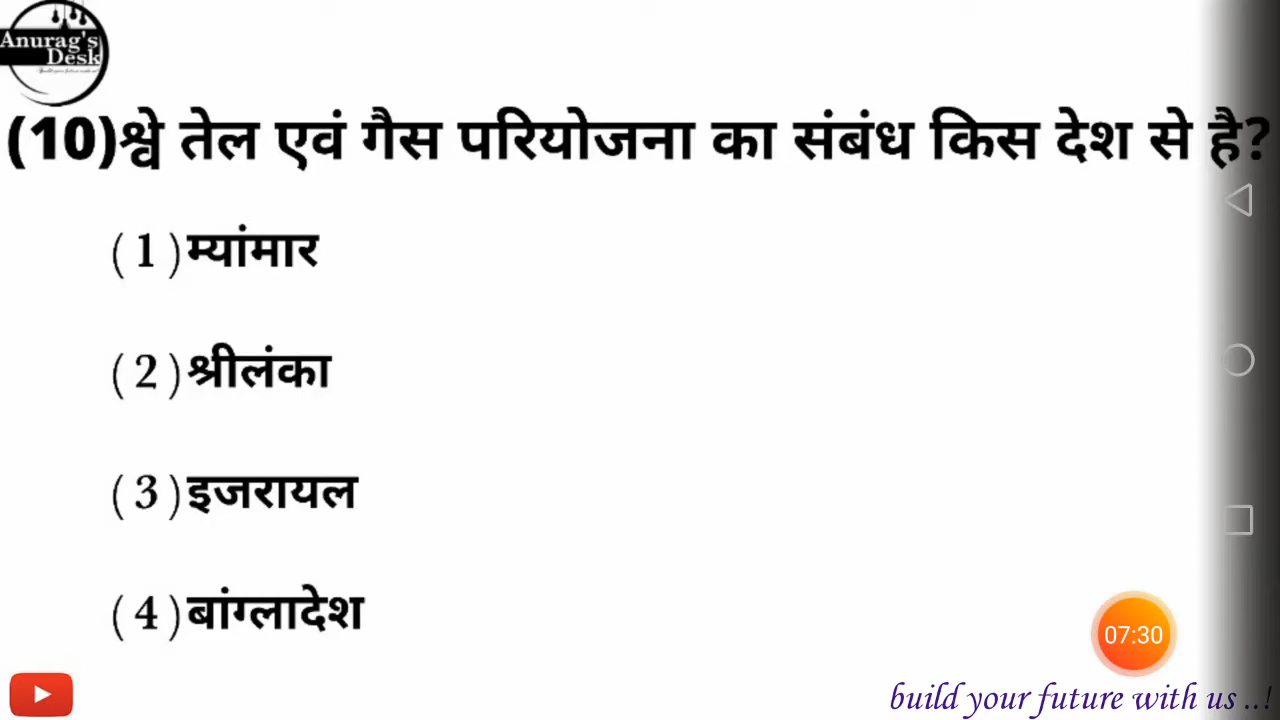 Anurag's
Desk
(10)श्वे तेल एवं गैस परियोजना का संबंध किस देश से है?
(1)म्यांमार
(2)श्रीलंका
(3)इजरायल
(4)बांग्लादेश
07:30
build your future with us ..!